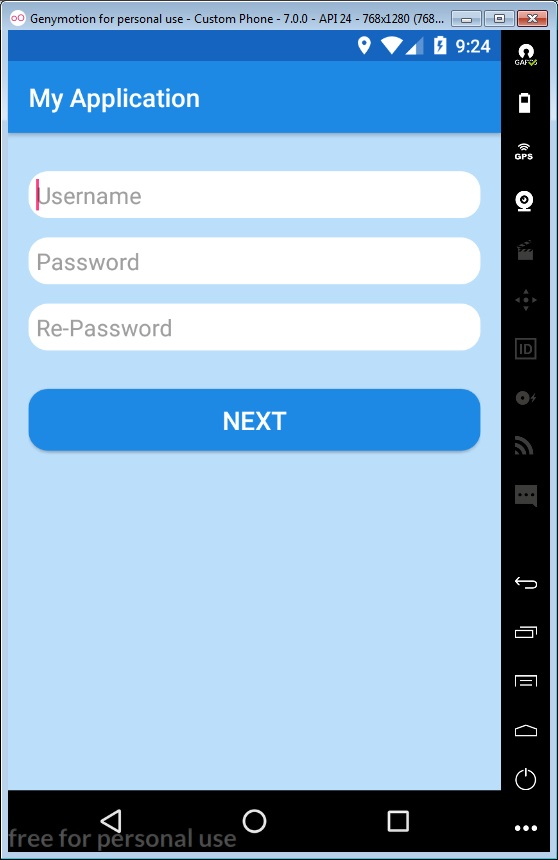 Genymotion for personal use - Custom Phone - 7.0.0 - API 24 - 768x1280 (768...
9:24
GAPPS
My Application
GPS
Username
Password
Re-Password
ID
NEXT
free for personal use